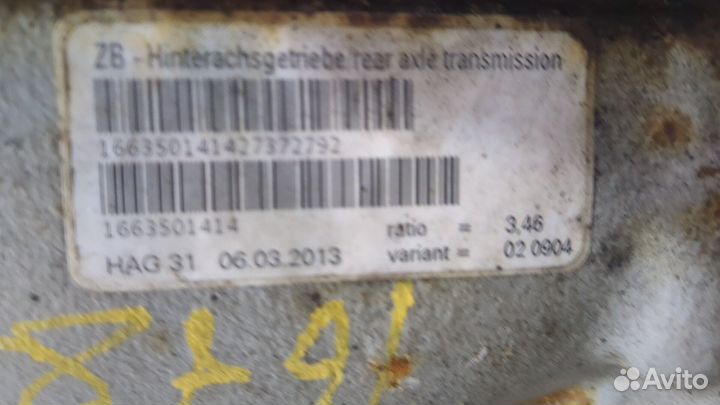 ZB - Hinterachsgetriebe rear axle transmission
166350141427372792
1663501414
ratio = 3,46
HAG 31 06.03.2013 variant = 02 0904
Avito